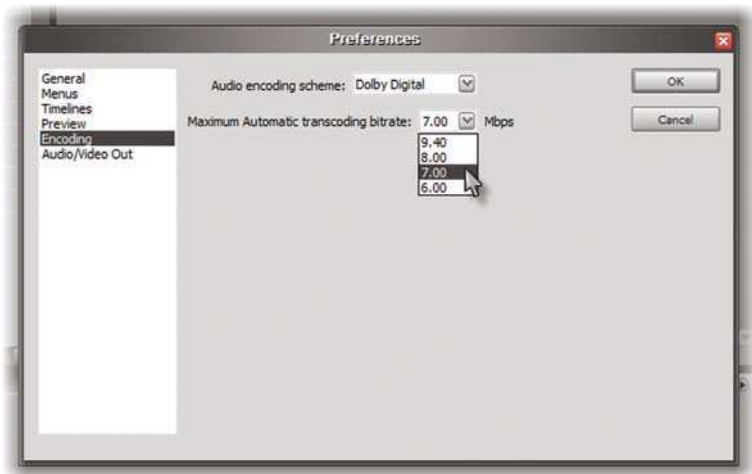 Preferences
General
Menus
Timelines
Preview
Encoding
Audio/Video Out
Audio encoding scheme: Dolby Digital
Maximum Automatic transcoding bitrate: 7.00 Mbps
9.40
8.00
7.00
6.00
OK
Cancel